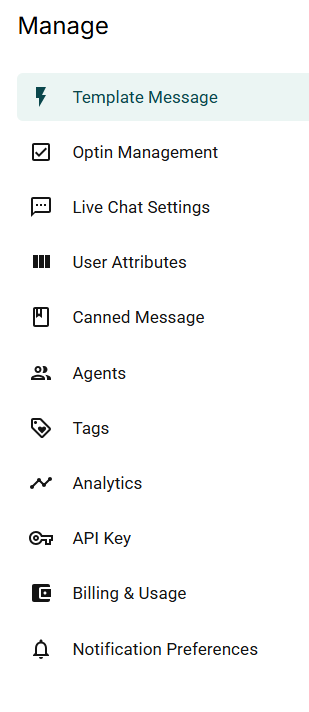 Manage
Template Message
Optin Management
Live Chat Settings
User Attributes
Canned Message
Agents
Tags
Analytics
API Key
Billing & Usage
Notification Preferences